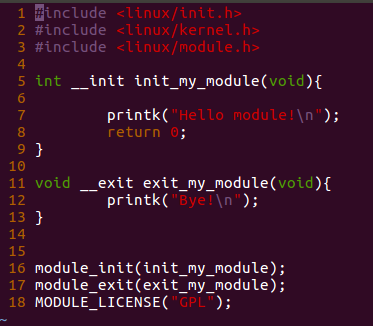 1 #include <linux/init.h>
2 #include <linux/kernel.h>
3 #include <linux/module.h>
4
5 int __init init_my_module(void){
6
7         printk("Hello module!\n");
8         return 0;
9 }
10
11 void __exit exit_my_module(void){
12         printk("Bye!\n");
13 }
14
15
16 module_init(init_my_module);
17 module_exit(exit_my_module);
18 MODULE_LICENSE("GPL");
~